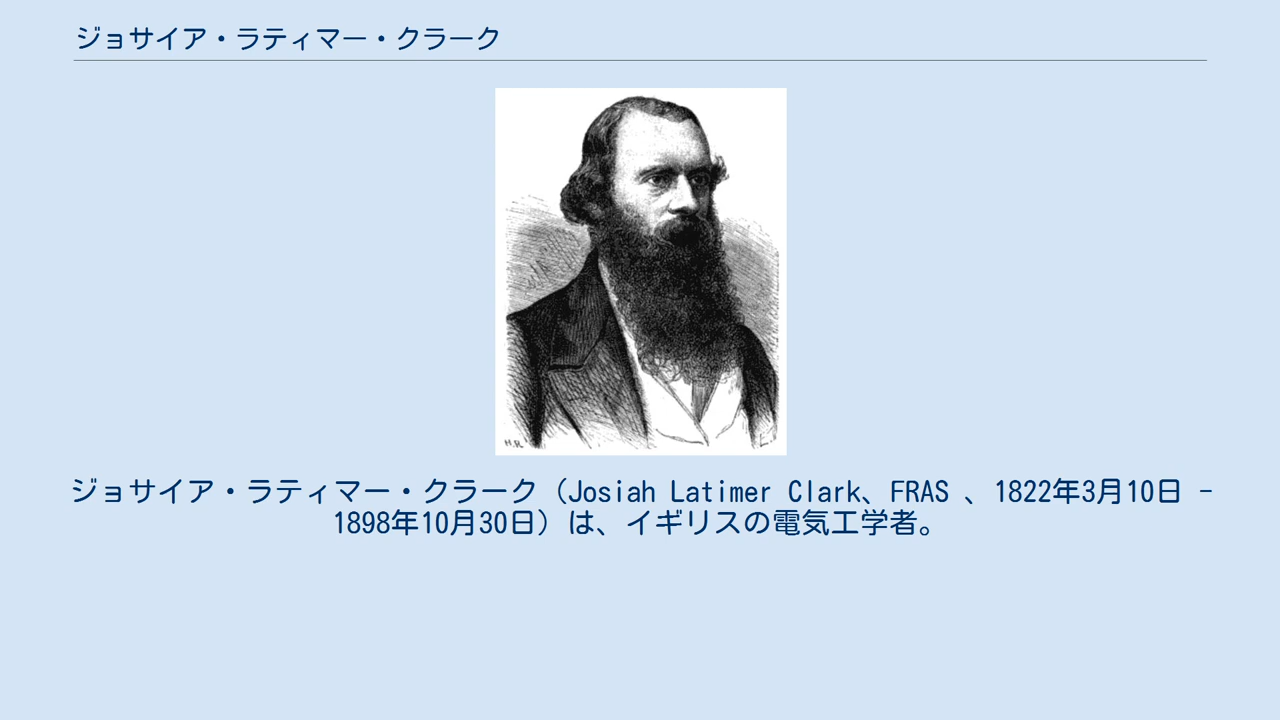 ジョサイア・ラティマー・クラーク
H.R.
ジョサイア・ラティマー・クラーク（Josiah Latimer Clark、FRAS 、1822年3月10日 -
1898年10月30日）は、イギリスの電気工学者。